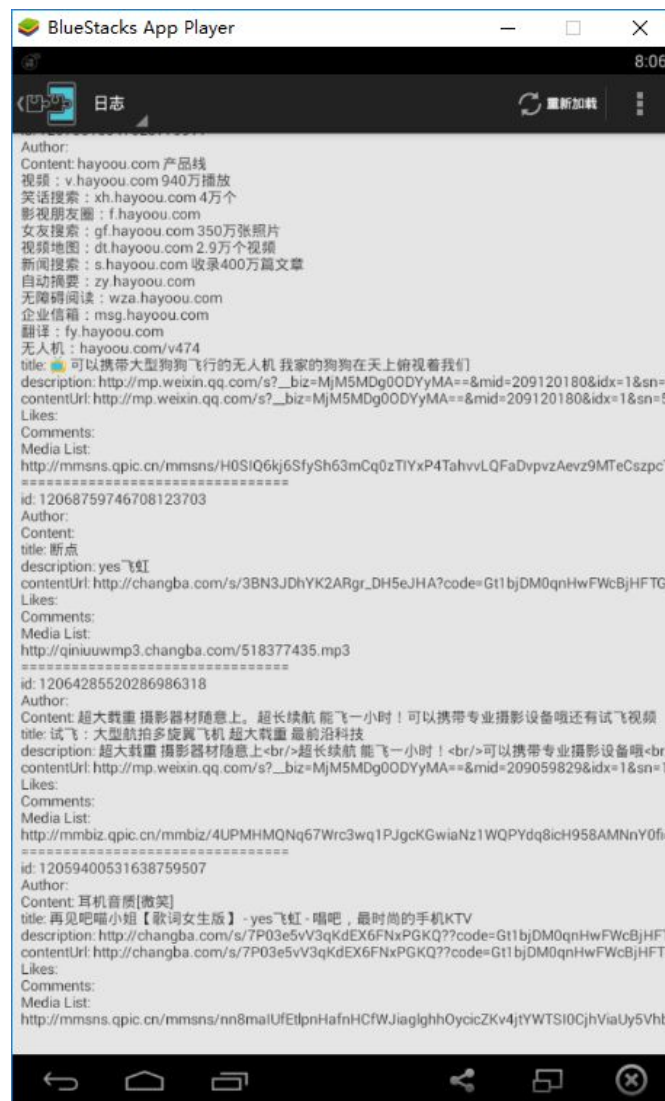 BlueStacks App Player
8:06
日志
重新加载
Author:
Content: hayoou.com 产品线
视频：v.hayoou.com 940万播放
笑话搜索：xh.hayoou.com 4万个
影视朋友圈：f.hayoou.com
女友搜索：gf.hayoou.com 350万张照片
视频地图：dt.hayoou.com 2.9万个视频
新闻搜索：s.hayoou.com 收录400万篇文章
自动摘要：zy.hayoou.com
无障碍阅读：wza.hayoou.com
企业信箱：msg.hayoou.com
翻译：fy.hayoou.com
无人机：hayoou.com/v474
title: 📺 可以携带大型狗狗飞行的无人机 我家的狗狗在天上俯视着我们
description: http://mp.weixin.qq.com/s?__biz=MjM5MDg0ODYyMA==&mid=209120180&idx=1&sn=
contentUrl: http://mp.weixin.qq.com/s?__biz=MjM5MDg0ODYyMA==&mid=209120180&idx=1&sn=5
Likes:
Comments:
Media List:
http://mmsns.qpic.cn/mmsns/H0SIQ6kj6SfySh63mCq0zTIYxP4TahvvLQFaDvpvzAevz9MTeCszpcT
================================
id: 12068759746708123703
Author:
Content:
title: 断点
description: yes飞虹
contentUrl: http://changba.com/s/3BN3JDhYK2ARgr_DH5eJHA?code=Gt1bjDM0qnHwFWcBjHFTG
Likes:
Comments:
Media List:
http://qiniuuwmp3.changba.com/518377435.mp3
================================
id: 12064285520286986318
Author:
Content: 超大载重 摄影器材随意上。超长续航 能飞一小时！可以携带专业摄影设备哦还有试飞视频
title: 试飞：大型航拍多旋翼飞机 超大载重 最前沿科技
description: 超大载重 摄影器材随意上<br/>超长续航 能飞一小时！<br/>可以携带专业摄影设备哦<br
contentUrl: http://mp.weixin.qq.com/s?__biz=MjM5MDg0ODYyMA==&mid=209059829&idx=1&sn=1
Likes:
Comments:
Media List:
http://mmbiz.qpic.cn/mmbiz/4UPMHMQNq67Wrc3wq1PJgcKGwiaNz1WQPYdq8icH958AMNnY0fi
================================
id: 12059400531638759507
Author:
Content: 耳机音质[微笑]
title: 再见吧喵小姐【歌词女生版】 - yes飞虹 - 唱吧，最时尚的手机KTV
description: http://changba.com/s/7P03e5vV3qKdEX6FNxPGKQ??code=Gt1bjDM0qnHwFWcBjHFT
contentUrl: http://changba.com/s/7P03e5vV3qKdEX6FNxPGKQ??code=Gt1bjDM0qnHwFWcBjHFT
Likes:
Comments:
Media List:
http://mmsns.qpic.cn/mmsns/nn8maIUfEtlpnHafnHCfWJiaglghhOycicZKv4jtYWTSI0CjhViaUy5Vhb